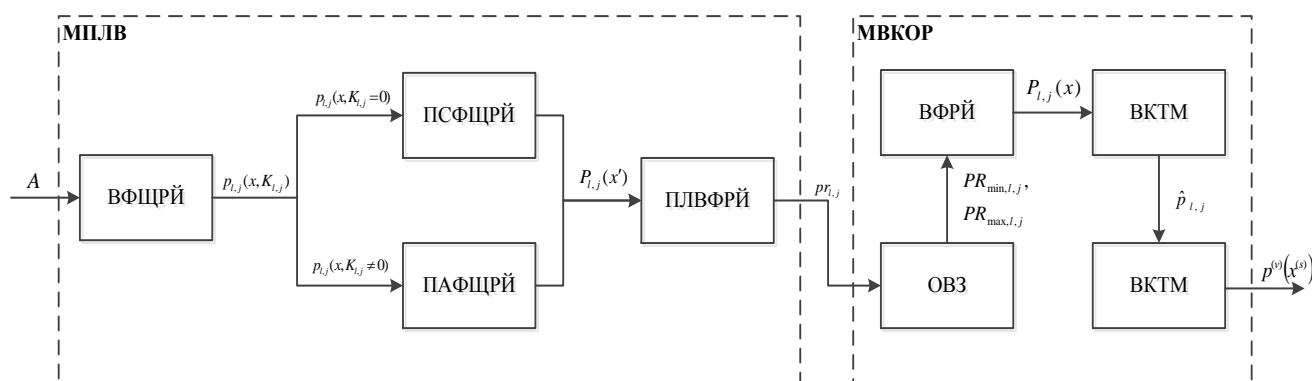 МПЛВ
МВКОР
p_{l,j}(x,K_{l,j}=0)
ПСФЩРЙ
ВФРЙ
P_{l,j}(x)
ВКТМ
A
ВФЩРЙ
p_{l,j}(x,K_{l,j})
P_{l,j}(x′)
ПЛВФРЙ
pr_{l,j}
PR_{min,l,j},
PR_{max,l,j}
p̂_{l,j}
p_{l,j}(x,K_{l,j}≠0)
ПАФЩРЙ
ОВЗ
ВКТМ
p^{(v)}(x^{(s)})